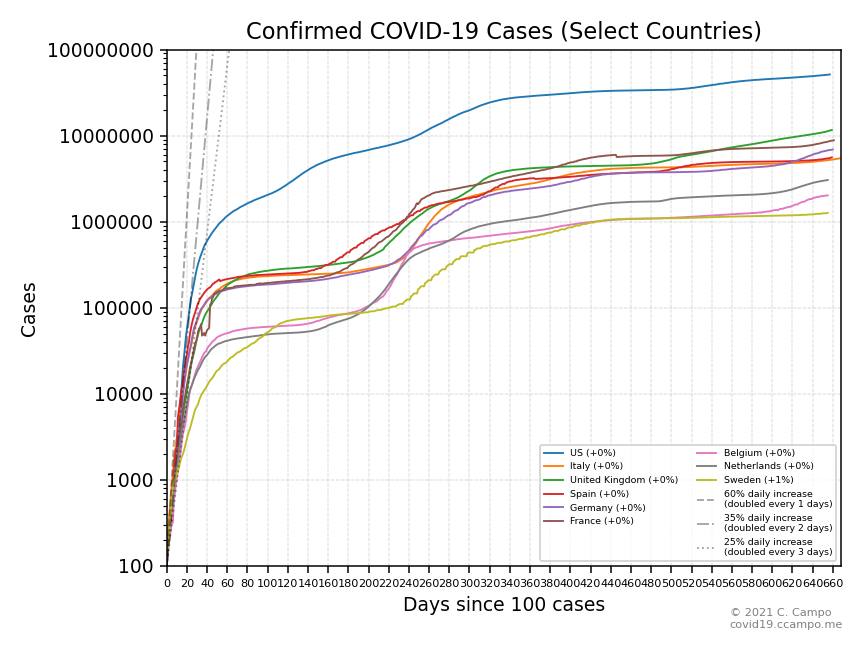 Confirmed COVID-19 Cases (Select Countries)
100000000
10000000
1000000
100000
10000
1000
100
Cases
0 20 40 60 80 100 120 140 160 180 200 220 240 260 280 300 320 340 360 380 400 420 440 460 480 500 520 540 560 580 600 620 640 660
Days since 100 cases
US (+0%)
Italy (+0%)
United Kingdom (+0%)
Spain (+0%)
Germany (+0%)
France (+0%)
Belgium (+0%)
Netherlands (+0%)
Sweden (+1%)
60% daily increase
(doubled every 1 days)
35% daily increase
(doubled every 2 days)
25% daily increase
(doubled every 3 days)
© 2021 C. Campo
covid19.ccampo.me